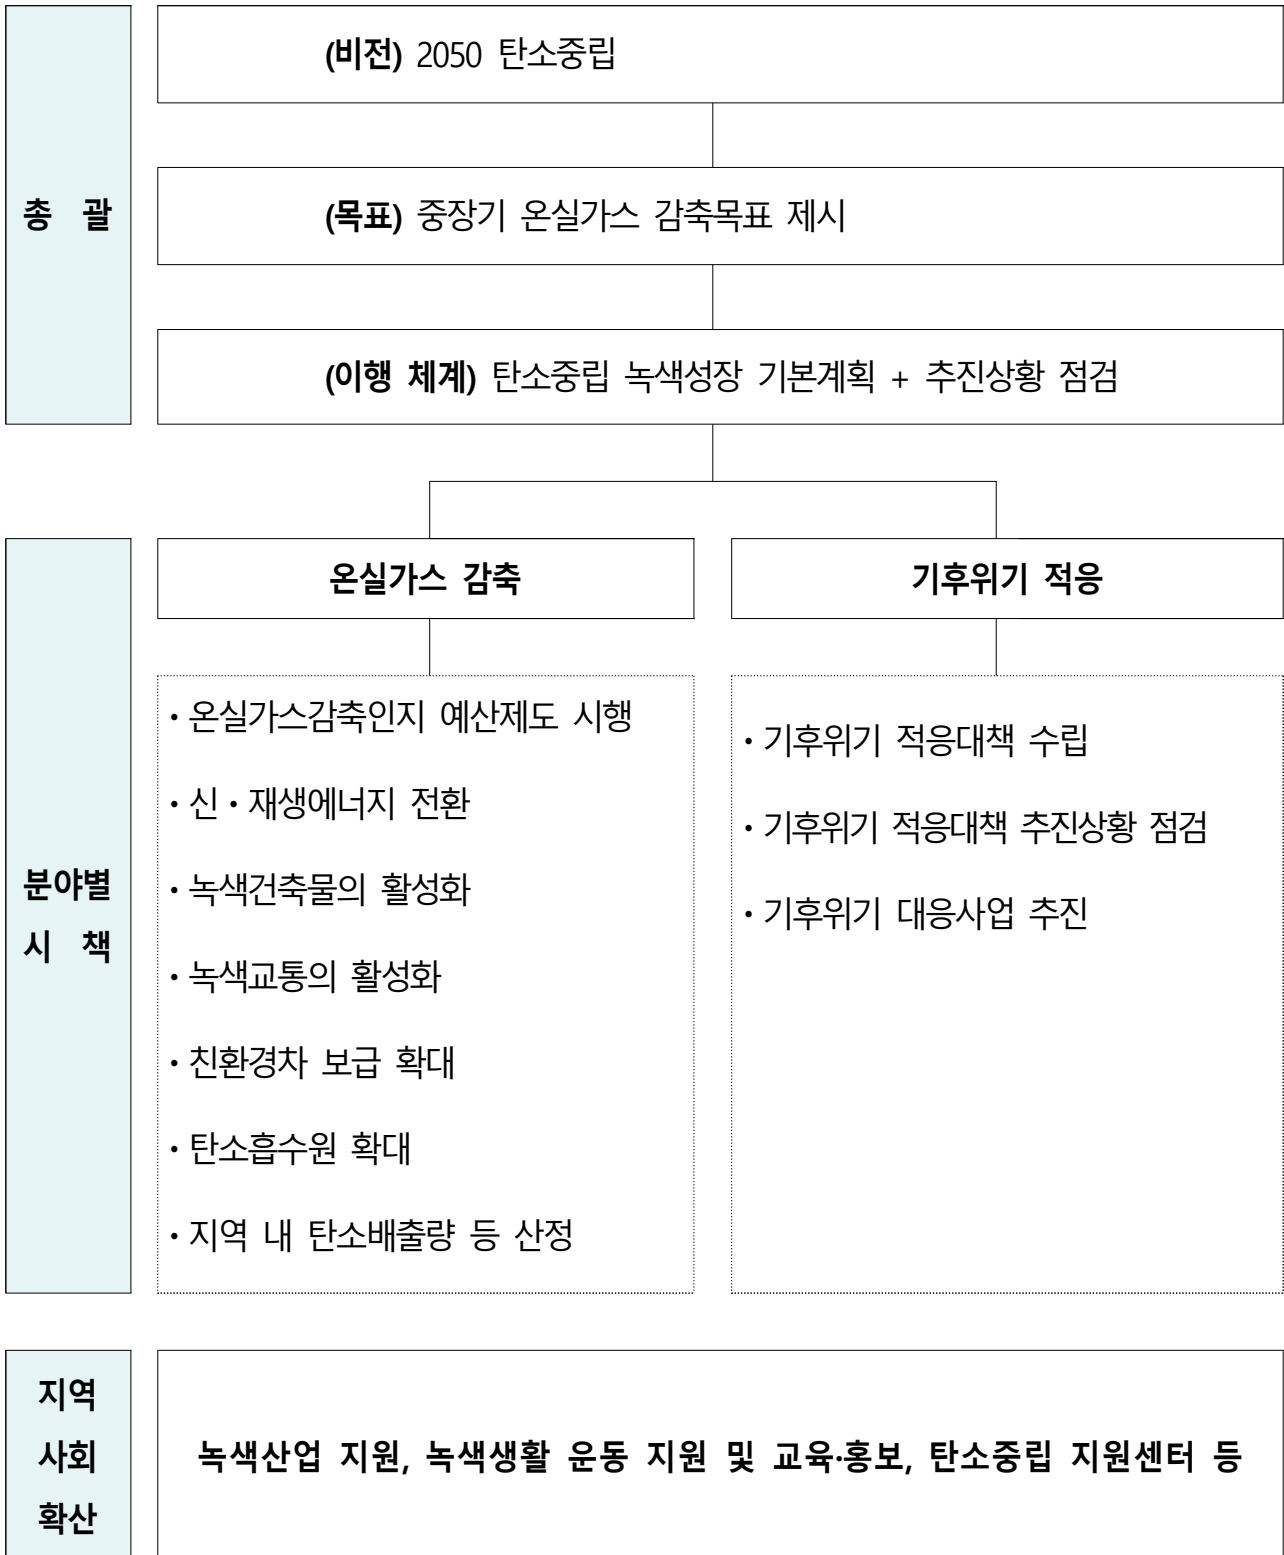 총 괄
(비전) 2050 탄소중립
(목표) 중장기 온실가스 감축목표 제시
(이행 체계) 탄소중립 녹색성장 기본계획 + 추진상황 점검
분야별
시 책
온실가스 감축
• 온실가스감축인지 예산제도 시행
• 신•재생에너지 전환
• 녹색건축물의 활성화
• 녹색교통의 활성화
• 친환경차 보급 확대
• 탄소흡수원 확대
• 지역 내 탄소배출량 등 산정
기후위기 적응
• 기후위기 적응대책 수립
• 기후위기 적응대책 추진상황 점검
• 기후위기 대응사업 추진
지역
사회
확산
녹색산업 지원, 녹색생활 운동 지원 및 교육·홍보, 탄소중립 지원센터 등